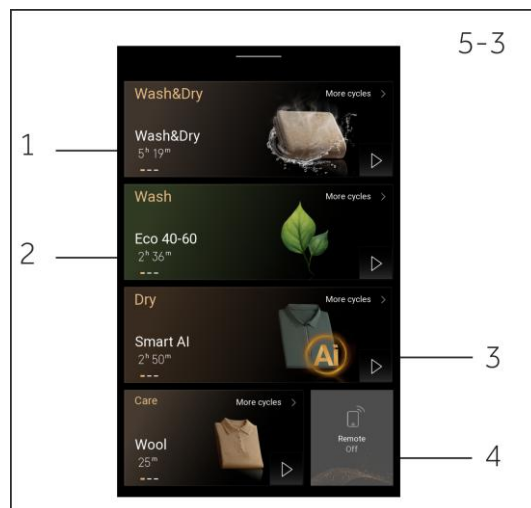 5-3
Wash&Dry
More cycles >
1
Wash&Dry
5ʰ 19ᵐ
Wash
More cycles >
2
Eco 40-60
2ʰ 36ᵐ
Dry
More cycles >
Smart AI
Ai
2ʰ 50ᵐ
3
Care
More cycles >
Remote
Off
Wool
25ᵐ
4